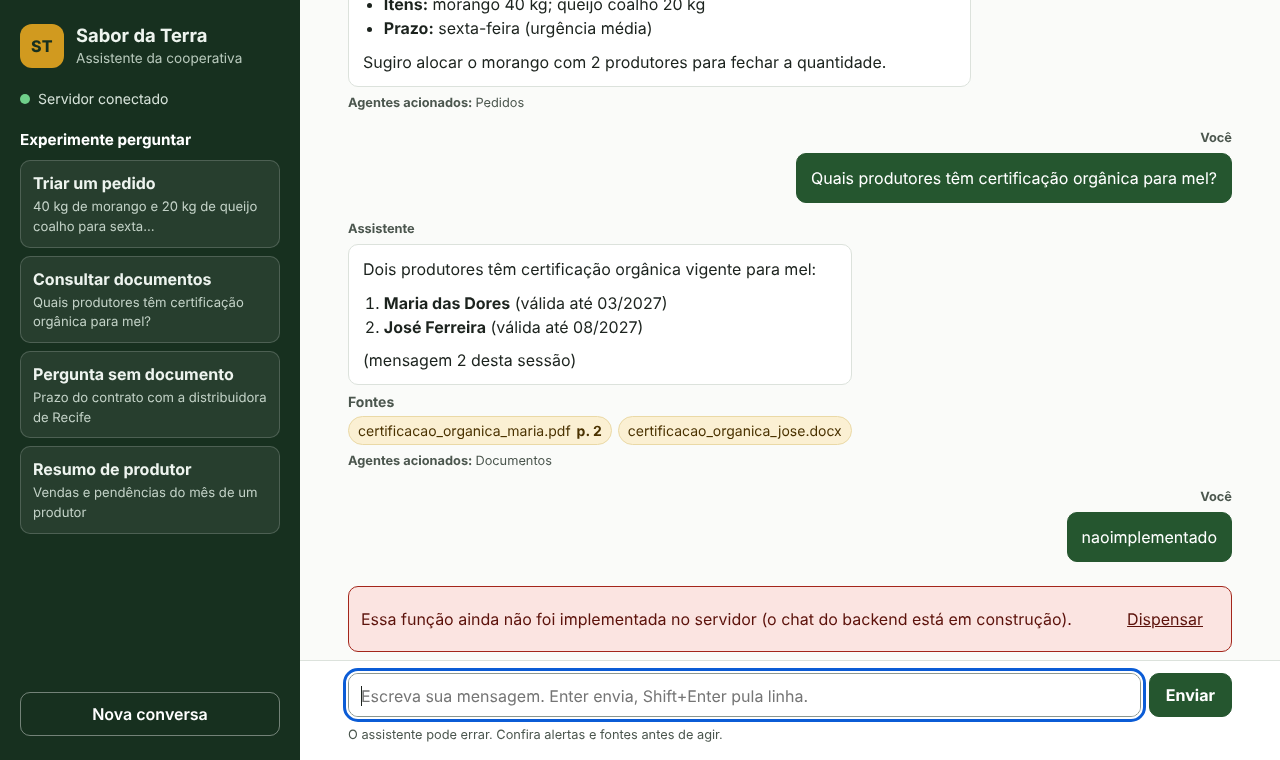 ST
Sabor da Terra
Assistente da cooperativa
Servidor conectado
Experimente perguntar
Triar um pedido
40 kg de morango e 20 kg de queijo
coalho para sexta...
Consultar documentos
Quais produtores têm certificação
orgânica para mel?
Pergunta sem documento
Prazo do contrato com a distribuidora
de Recife
Resumo de produtor
Vendas e pendências do mês de um
produtor
Nova conversa
• Itens: morango 40 kg; queijo coalho 20 kg
• Prazo: sexta-feira (urgência média)
Sugiro alocar o morango com 2 produtores para fechar a quantidade.
Agentes acionados: Pedidos
Você
Quais produtores têm certificação orgânica para mel?
Assistente
Dois produtores têm certificação orgânica vigente para mel:
1. Maria das Dores (válida até 03/2027)
2. José Ferreira (válida até 08/2027)
(mensagem 2 desta sessão)
Fontes
certificacao_organica_maria.pdf p. 2 certificacao_organica_jose.docx
Agentes acionados: Documentos
Você
naoimplementado
Essa função ainda não foi implementada no servidor (o chat do backend está em construção). Dispensar
Escreva sua mensagem. Enter envia, Shift+Enter pula linha. Enviar
O assistente pode errar. Confira alertas e fontes antes de agir.